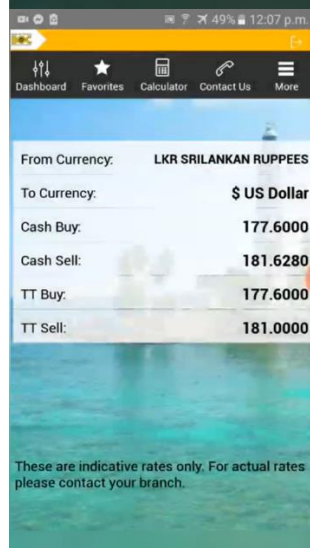 49% 12:07 p.m.
Dashboard Favorites Calculator Contact Us More
From Currency: LKR SRILANKAN RUPPEES
To Currency: $ US Dollar
Cash Buy: 177.6000
Cash Sell: 181.6280
TT Buy: 177.6000
TT Sell: 181.0000
These are indicative rates only. For actual rates
please contact your branch.